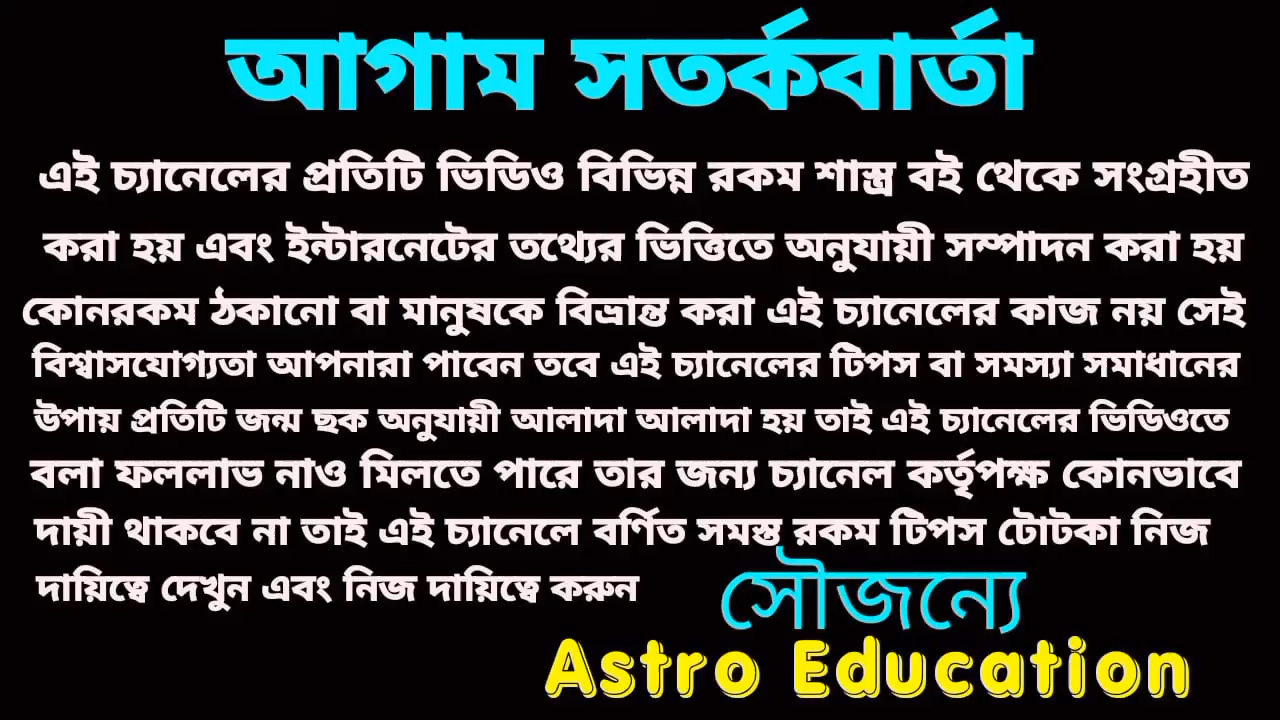 আগাম সতর্কবার্তা
এই চ্যানেলের প্রতিটি ভিডিও বিভিন্ন রকম শাস্ত্র বই থেকে সংগ্রহীত
করা হয় এবং ইন্টারনেটের তথ্যের ভিত্তিতে অনুযায়ী সম্পাদন করা হয়
কোনরকম ঠকানো বা মানুষকে বিভ্রান্ত করা এই চ্যানেলের কাজ নয় সেই
বিশ্বাসযোগ্যতা আপনারা পাবেন তবে এই চ্যানেলের টিপস বা সমস্যা সমাধানের
উপায় প্রতিটি জন্ম ছক অনুযায়ী আলাদা আলাদা হয় তাই এই চ্যানেলের ভিডিওতে
বলা ফললাভ নাও মিলতে পারে তার জন্য চ্যানেল কর্তৃপক্ষ কোনভাবে
দায়ী থাকবে না তাই এই চ্যানেলে বর্ণিত সমস্ত রকম টিপস টোটকা নিজ
দায়িত্বে দেখুন এবং নিজ দায়িত্বে করুন
সৌজন্যে
Astro Education